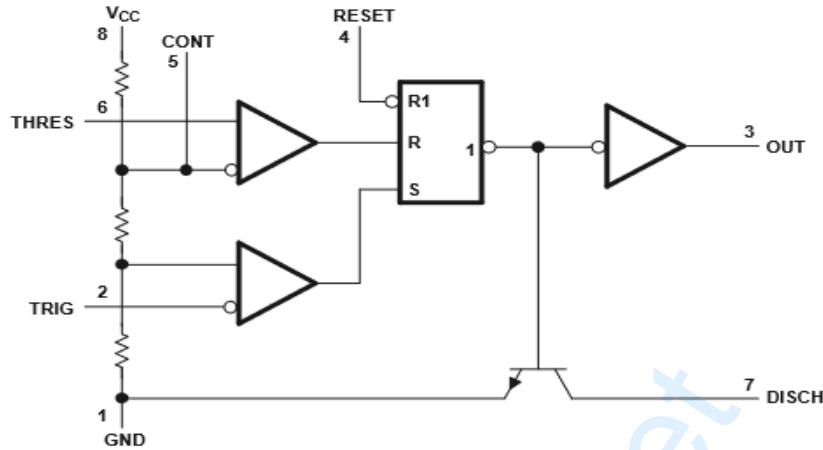 VCC
8
CONT
5
RESET
4
6
THRES
R1
R
1
S
3
OUT
2
TRIG
7
DISCH
1
GND